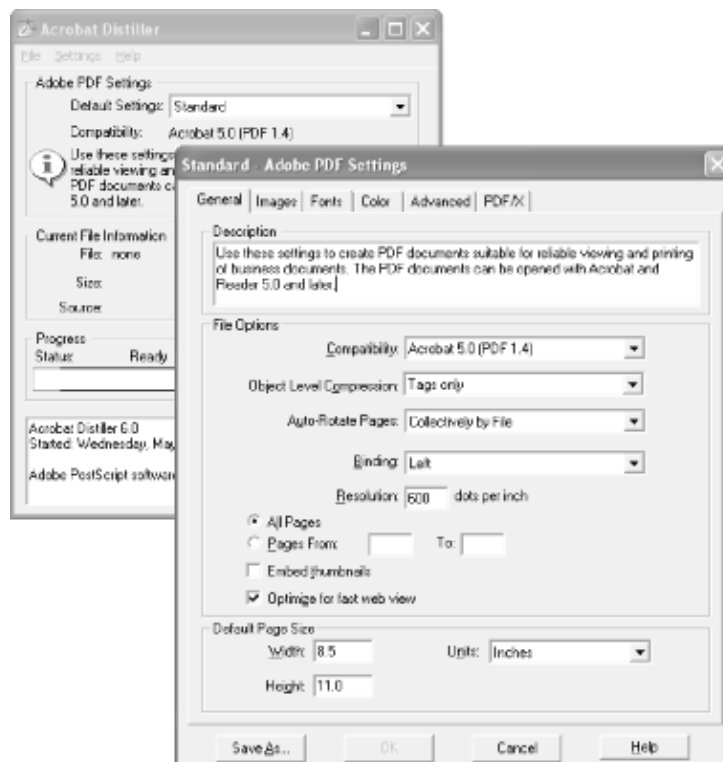 Acrobat Distiller
File Settings Help
Adobe PDF Settings
Default Settings: Standard
Compatibility: Acrobat 5.0 (PDF 1.4)
Use these settings
reliable viewing an
PDF documents ca
5.0 and later.
Current File Information
File: none
Size:
Source:
Progress
Status: Ready
Acrobat Distiller 6.0
Started: Wednesday, May
Adobe PostScript software
Standard - Adobe PDF Settings
General Images Fonts Color Advanced PDF/X
Description
Use these settings to create PDF documents suitable for reliable viewing and printing
of business documents. The PDF documents can be opened with Acrobat and
Reader 5.0 and later.
File Options
Compatibility: Acrobat 5.0 (PDF 1.4)
Object Level Compression: Tags only
Auto-Rotate Pages: Collectively by File
Binding: Left
Resolution: 600 dots per inch
All Pages
Pages From: To:
Embed thumbnails
Optimize for fast web view
Default Page Size
Width: 8.5 Units: Inches
Height: 11.0
Save As... OK Cancel Help